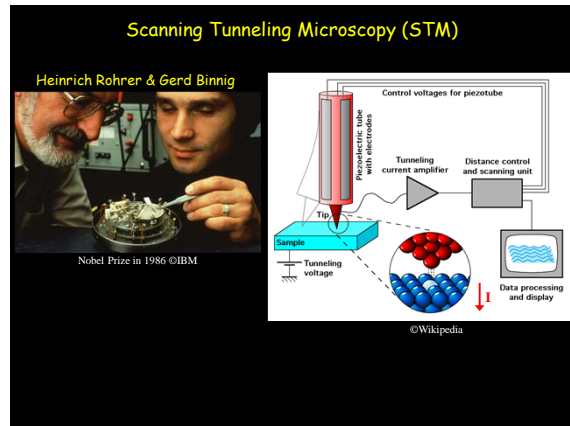 Scanning Tunneling Microscopy (STM)
Heinrich Rohrer & Gerd Binnig
Nobel Prize in 1986 ©IBM
Control voltages for piezotube
Piezoelectric tube
with electrodes
Tunneling
current amplifier
Distance control
and scanning unit
Tip
Sample
Tunneling
voltage
I
Data processing
and display
©Wikipedia